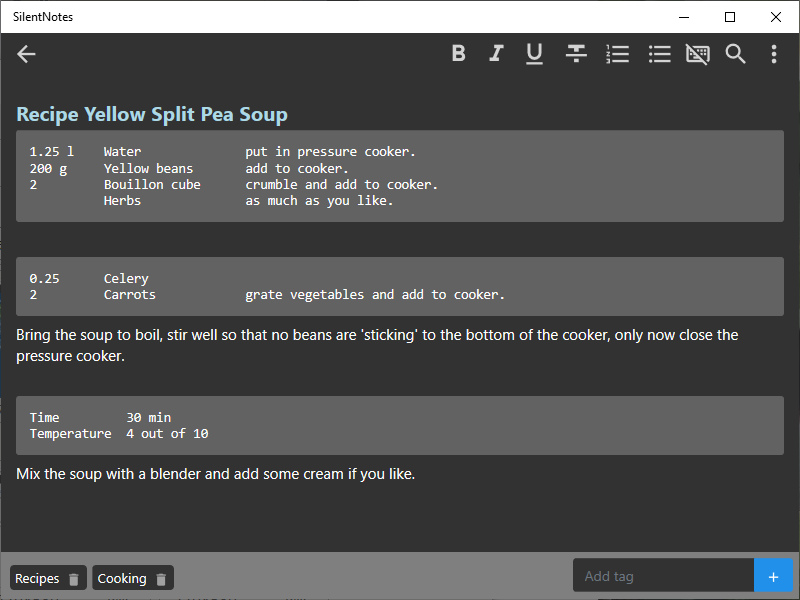 SilentNotes
B I U
Recipe Yellow Split Pea Soup
1.25 l Water put in pressure cooker.
200 g Yellow beans add to cooker.
2 Bouillon cube crumble and add to cooker.
Herbs as much as you like.
0.25 Celery
2 Carrots grate vegetables and add to cooker.
Bring the soup to boil, stir well so that no beans are 'sticking' to the bottom of the cooker, only now close the
pressure cooker.
Time 30 min
Temperature 4 out of 10
Mix the soup with a blender and add some cream if you like.
Recipes Cooking Add tag +